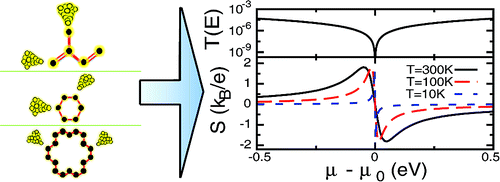 T(E)
10⁻³
10⁻⁶
10⁻⁹
S (k_B/e)
2
1
0
-1
-2
T=300K
T=100K
T=10K
-0.5 0 0.5
μ − μ₀ (eV)